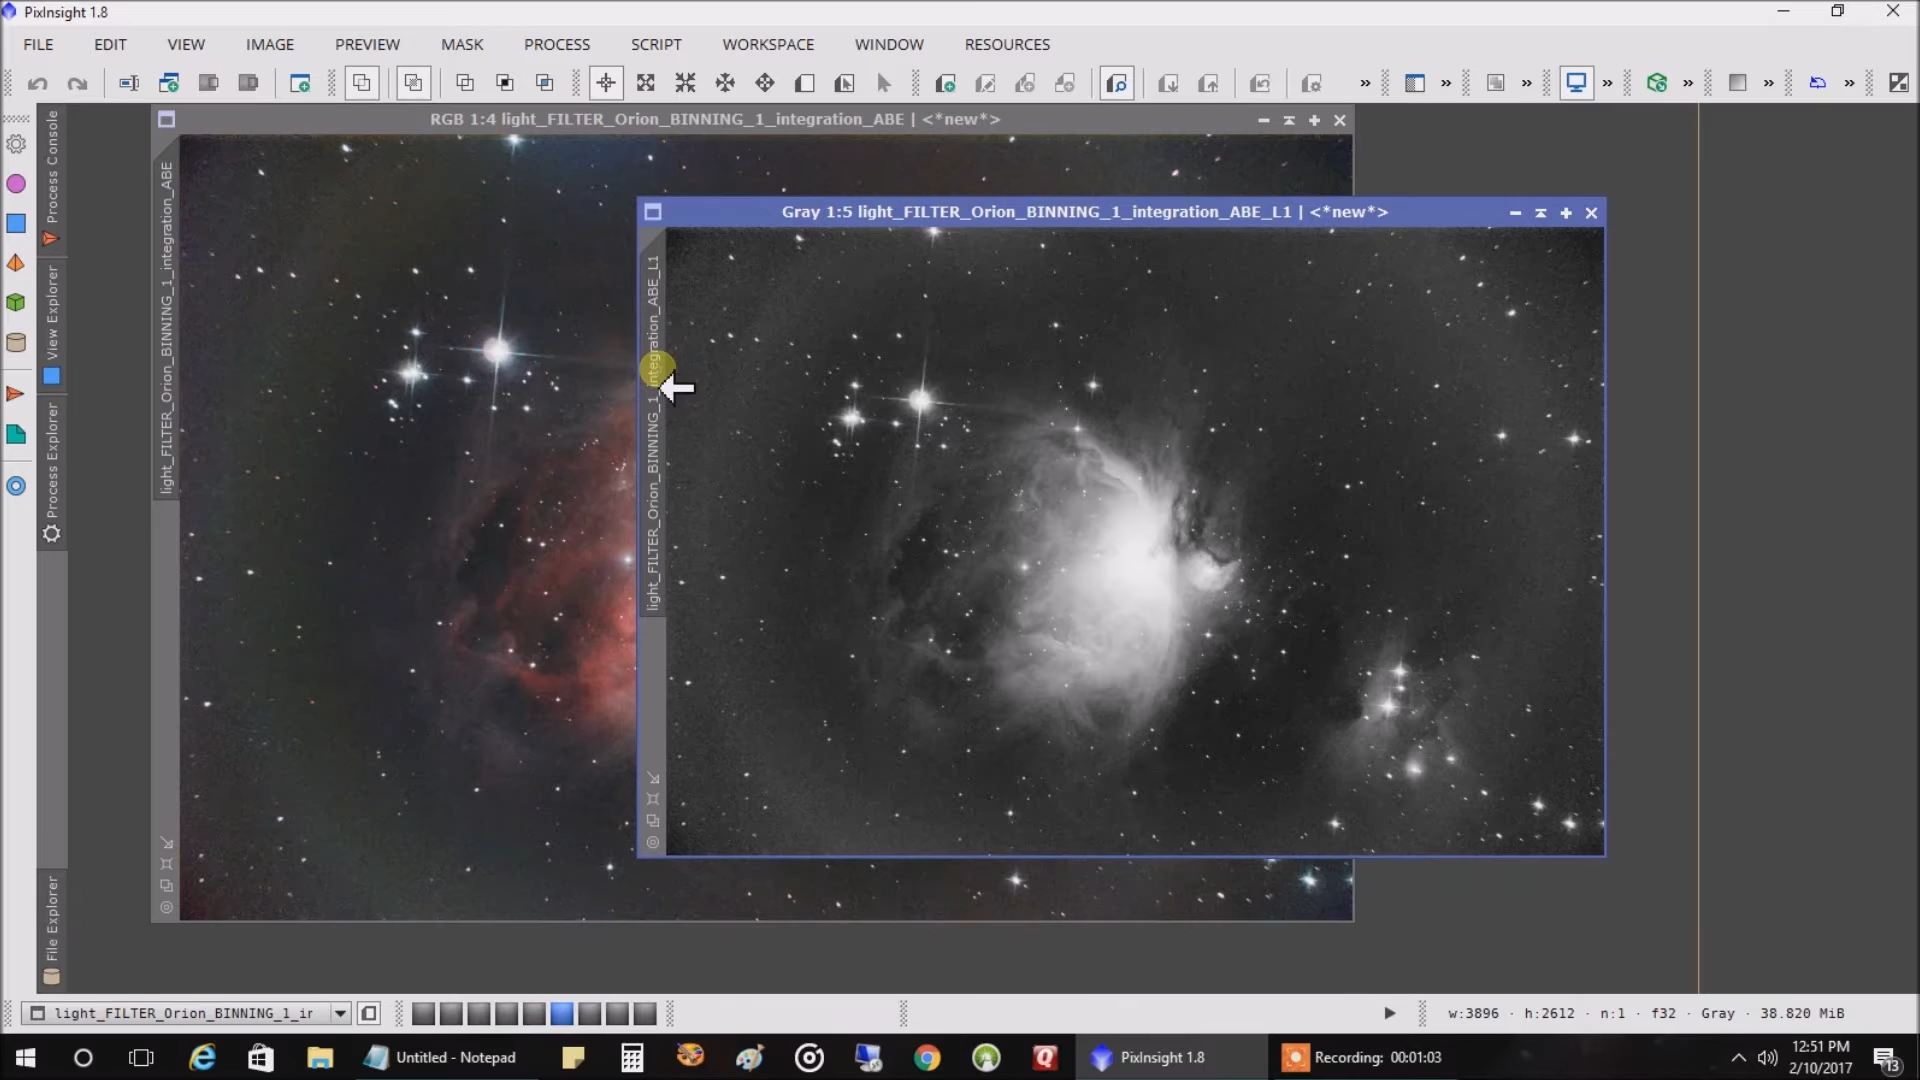 PixInsight 1.8
FILE EDIT VIEW IMAGE PREVIEW MASK PROCESS SCRIPT WORKSPACE WINDOW RESOURCES
RGB 1:4 light_FILTER_Orion_BINNING_1_integration_ABE | <*new*>
Gray 1:5 light_FILTER_Orion_BINNING_1_integration_ABE_L1 | <*new*>
Process Console
View Explorer
Process Explorer
File Explorer
light_FILTER_Orion_BINNING_1_integration_ABE
light_FILTER_Orion_BINNING_1_integration_ABE_L1
light_FILTER_Orion_BINNING_1_ir
w:3896 · h:2612 · n:1 · f32 · Gray · 38.820 MiB
Untitled - Notepad
PixInsight 1.8
Recording: 00:01:03
12:51 PM
2/10/2017
13